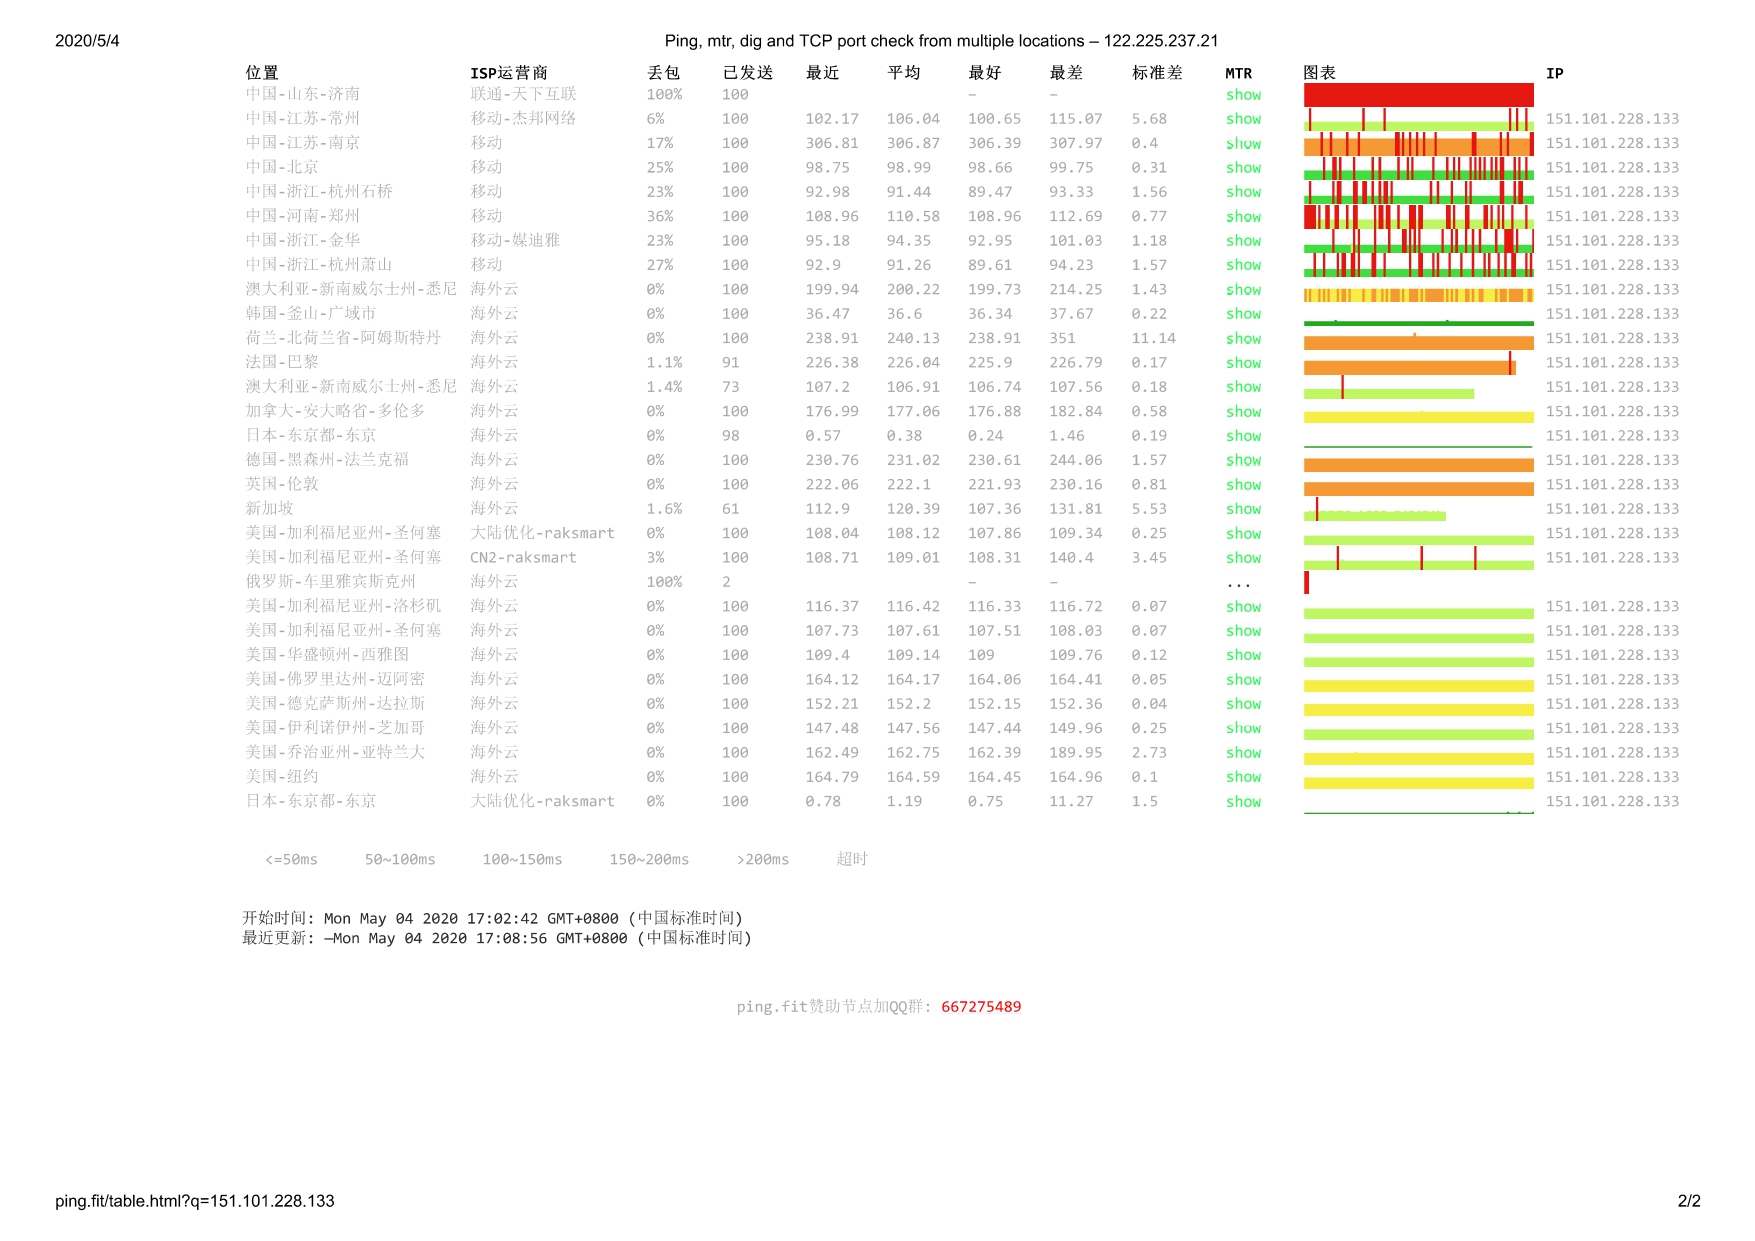 2020/5/4 Ping, mtr, dig and TCP port check from multiple locations – 122.225.237.21
位置 ISP运营商 丢包 已发送 最近 平均 最好 最差 标准差 MTR 图表 IP
中国-山东-济南 联通-天下互联 100% 100 – – show
中国-江苏-常州 移动-杰邦网络 6% 100 102.17 106.04 100.65 115.07 5.68 show 151.101.228.133
中国-江苏-南京 移动 17% 100 306.81 306.87 306.39 307.97 0.4 show 151.101.228.133
中国-北京 移动 25% 100 98.75 98.99 98.66 99.75 0.31 show 151.101.228.133
中国-浙江-杭州石桥 移动 23% 100 92.98 91.44 89.47 93.33 1.56 show 151.101.228.133
中国-河南-郑州 移动 36% 100 108.96 110.58 108.96 112.69 0.77 show 151.101.228.133
中国-浙江-金华 移动-媒迪雅 23% 100 95.18 94.35 92.95 101.03 1.18 show 151.101.228.133
中国-浙江-杭州萧山 移动 27% 100 92.9 91.26 89.61 94.23 1.57 show 151.101.228.133
澳大利亚-新南威尔士州-悉尼 海外云 0% 100 199.94 200.22 199.73 214.25 1.43 show 151.101.228.133
韩国-釜山-广域市 海外云 0% 100 36.47 36.6 36.34 37.67 0.22 show 151.101.228.133
荷兰-北荷兰省-阿姆斯特丹 海外云 0% 100 238.91 240.13 238.91 351 11.14 show 151.101.228.133
法国-巴黎 海外云 1.1% 91 226.38 226.04 225.9 226.79 0.17 show 151.101.228.133
澳大利亚-新南威尔士州-悉尼 海外云 1.4% 73 107.2 106.91 106.74 107.56 0.18 show 151.101.228.133
加拿大-安大略省-多伦多 海外云 0% 100 176.99 177.06 176.88 182.84 0.58 show 151.101.228.133
日本-东京都-东京 海外云 0% 98 0.57 0.38 0.24 1.46 0.19 show 151.101.228.133
德国-黑森州-法兰克福 海外云 0% 100 230.76 231.02 230.61 244.06 1.57 show 151.101.228.133
英国-伦敦 海外云 0% 100 222.06 222.1 221.93 230.16 0.81 show 151.101.228.133
新加坡 海外云 1.6% 61 112.9 120.39 107.36 131.81 5.53 show 151.101.228.133
美国-加利福尼亚州-圣何塞 大陆优化-raksmart 0% 100 108.04 108.12 107.86 109.34 0.25 show 151.101.228.133
美国-加利福尼亚州-圣何塞 CN2-raksmart 3% 100 108.71 109.01 108.31 140.4 3.45 show 151.101.228.133
俄罗斯-车里雅宾斯克州 海外云 100% 2 – – ...
美国-加利福尼亚州-洛杉矶 海外云 0% 100 116.37 116.42 116.33 116.72 0.07 show 151.101.228.133
美国-加利福尼亚州-圣何塞 海外云 0% 100 107.73 107.61 107.51 108.03 0.07 show 151.101.228.133
美国-华盛顿州-西雅图 海外云 0% 100 109.4 109.14 109 109.76 0.12 show 151.101.228.133
美国-佛罗里达州-迈阿密 海外云 0% 100 164.12 164.17 164.06 164.41 0.05 show 151.101.228.133
美国-德克萨斯州-达拉斯 海外云 0% 100 152.21 152.2 152.15 152.36 0.04 show 151.101.228.133
美国-伊利诺伊州-芝加哥 海外云 0% 100 147.48 147.56 147.44 149.96 0.25 show 151.101.228.133
美国-乔治亚州-亚特兰大 海外云 0% 100 162.49 162.75 162.39 189.95 2.73 show 151.101.228.133
美国-纽约 海外云 0% 100 164.79 164.59 164.45 164.96 0.1 show 151.101.228.133
日本-东京都-东京 大陆优化-raksmart 0% 100 0.78 1.19 0.75 11.27 1.5 show 151.101.228.133
<=50ms 50~100ms 100~150ms 150~200ms >200ms 超时
开始时间: Mon May 04 2020 17:02:42 GMT+0800 (中国标准时间)
最近更新: –Mon May 04 2020 17:08:56 GMT+0800 (中国标准时间)
ping.fit赞助节点加QQ群: 667275489
ping.fit/table.html?q=151.101.228.133 2/2